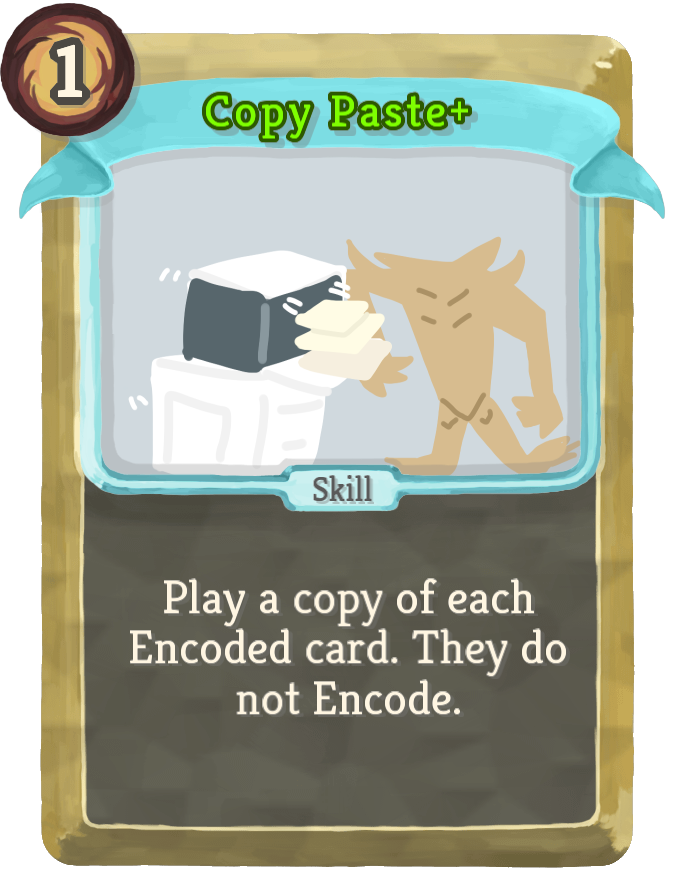 1
Copy Paste+
Skill
Play a copy of each
Encoded card. They do
not Encode.